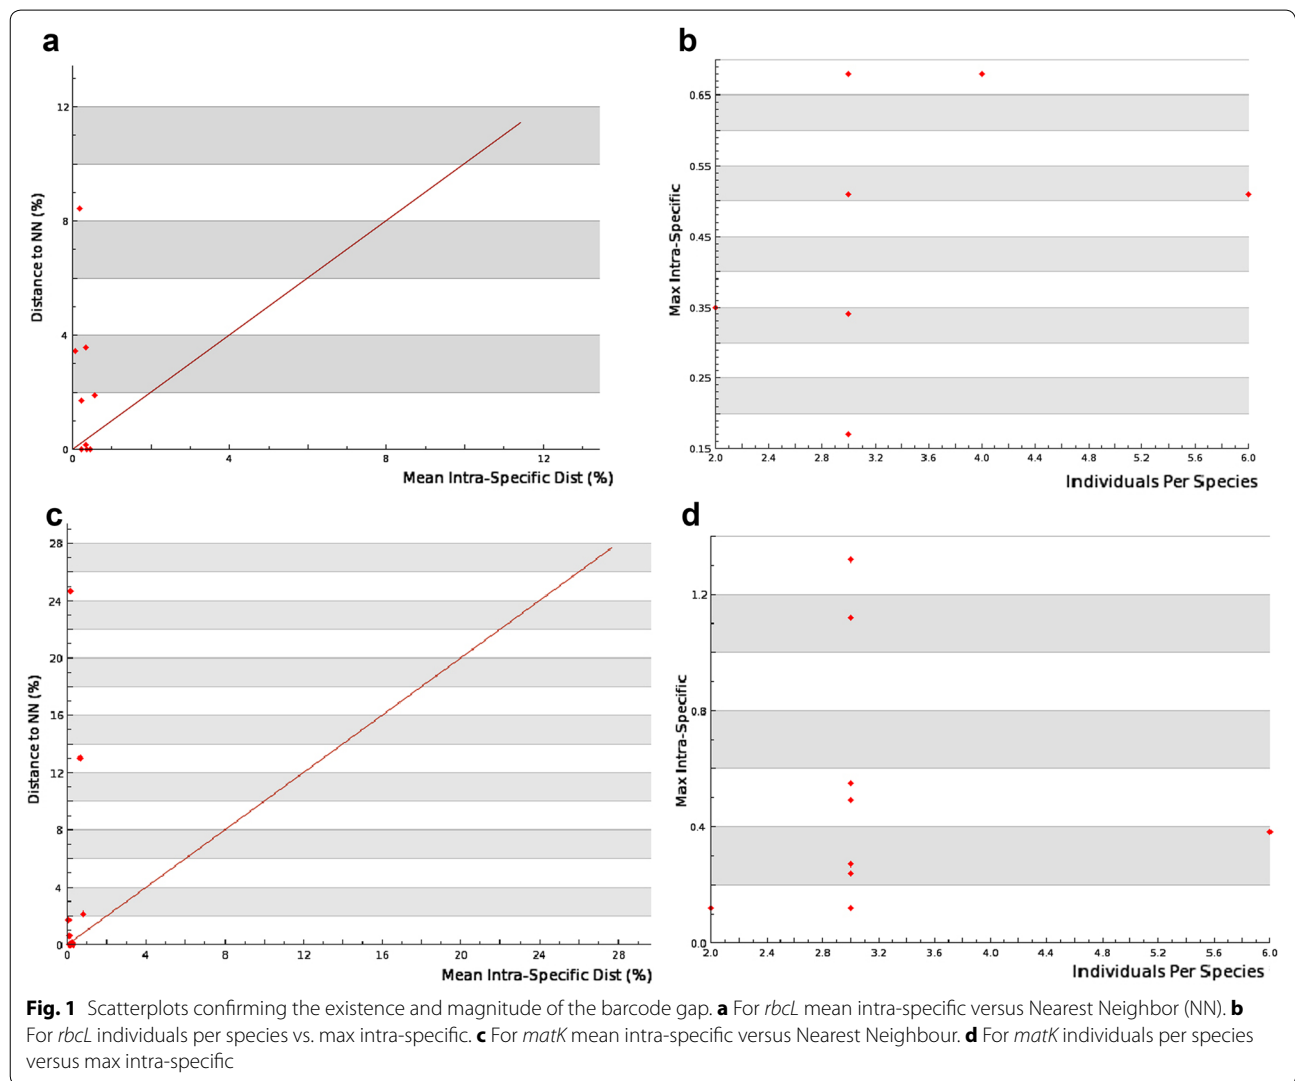 a
12
8
4
0
Distance to NN (%)
0 4 8 12
Mean Intra-Specific Dist (%)
b
0.65
0.55
0.45
0.35
0.25
0.15
Max Intra-Specific
2.0 2.4 2.8 3.2 3.6 4.0 4.4 4.8 5.2 5.6 6.0
Individuals Per Species
c
28
24
20
16
12
8
4
0
Distance to NN (%)
0 4 8 12 16 20 24 28
Mean Intra-Specific Dist (%)
d
1.2
0.8
0.4
0.0
Max Intra-Specific
2.0 2.4 2.8 3.2 3.6 4.0 4.4 4.8 5.2 5.6 6.0
Individuals Per Species
Fig. 1 Scatterplots confirming the existence and magnitude of the barcode gap. a For rbcL mean intra-specific versus Nearest Neighbor (NN). b
For rbcL individuals per species vs. max intra-specific. c For matK mean intra-specific versus Nearest Neighbour. d For matK individuals per species
versus max intra-specific